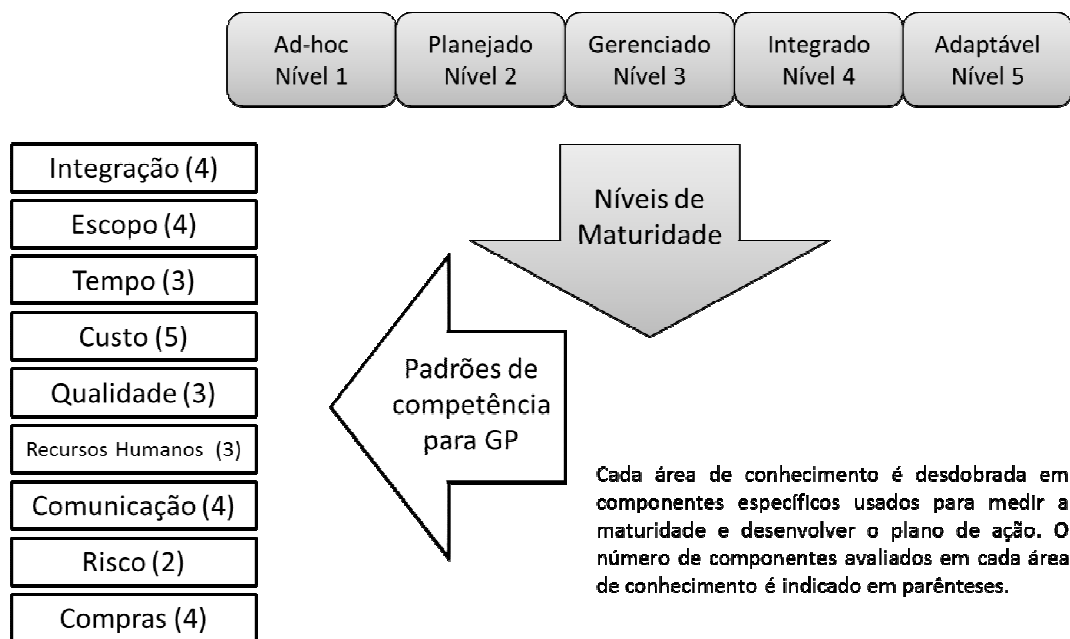 Ad-hoc
Nível 1
Planejado
Nível 2
Gerenciado
Nível 3
Integrado
Nível 4
Adaptável
Nível 5
Integração (4)
Escopo (4)
Tempo (3)
Custo (5)
Qualidade (3)
Recursos Humanos (3)
Comunicação (4)
Risco (2)
Compras (4)
Níveis de
Maturidade
Padrões de
competência
para GP
Cada área de conhecimento é desdobrada em
componentes específicos usados para medir a
maturidade e desenvolver o plano de ação. O
número de componentes avaliados em cada área
de conhecimento é indicado em parênteses.